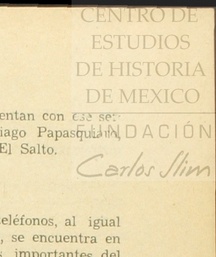 CENTRO DE
ESTUDIOS
DE HISTORIA
DE MEXICO
FUNDACIÓN
Carlos Slim
entan con ese ser-
iago Papasquiaro,
El Salto.
eléfonos, al igual
, se encuentra en
s importantes del